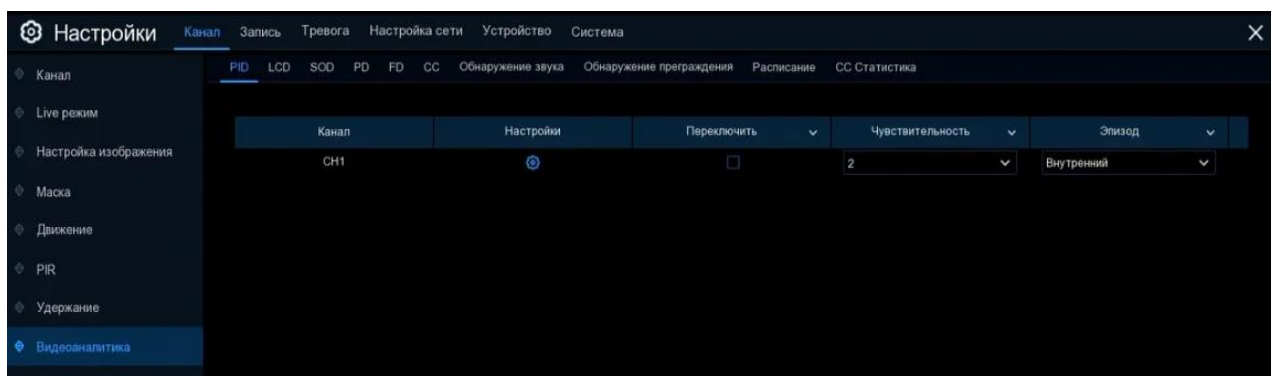 Настройки Канал Запись Тревога Настройка сети Устройство Система
PID LCD SOD PD FD CC Обнаружение звука Обнаружение преграждения Расписание СС Статистика
Канал
Live режим
Настройка изображения
Маска
Движение
PIR
Удержание
Видеоаналитика
Канал Настройки Переключить Чувствительность Эпизод
CH1 2 Внутренний